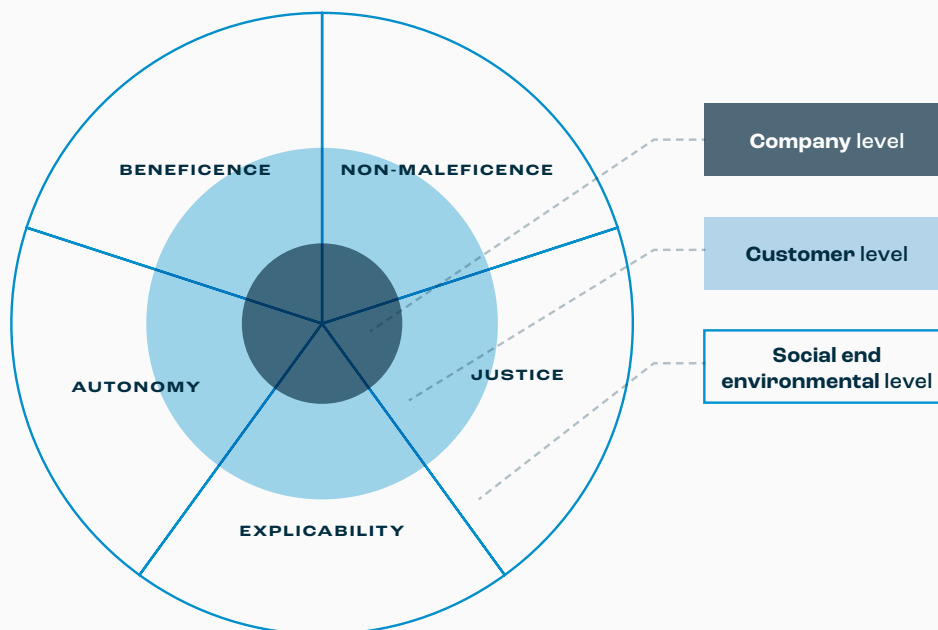 BENEFICENCE
NON-MALEFICENCE
AUTONOMY
JUSTICE
EXPLICABILITY
Company level
Customer level
Social end
environmental level